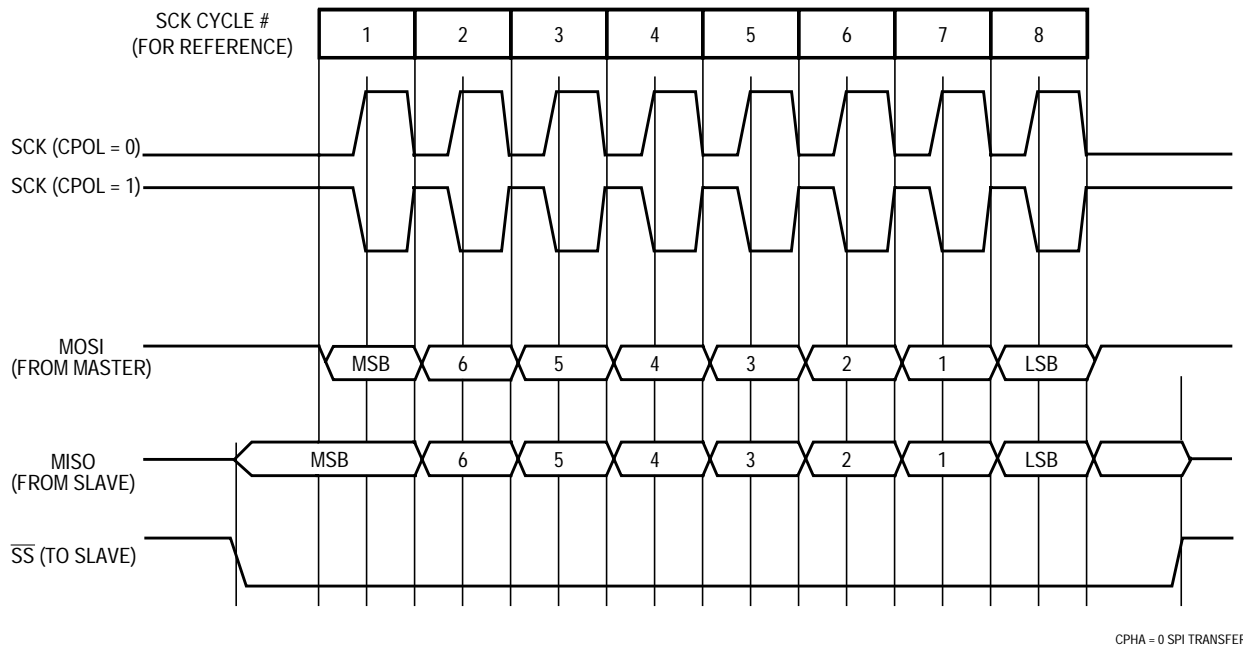 SCK CYCLE #
(FOR REFERENCE)
1 2 3 4 5 6 7 8
SCK (CPOL = 0)
SCK (CPOL = 1)
MOSI
(FROM MASTER)
MSB 6 5 4 3 2 1 LSB
MISO
(FROM SLAVE)
MSB 6 5 4 3 2 1 LSB
S̅S̅ (TO SLAVE)
CPHA = 0 SPI TRANSFER